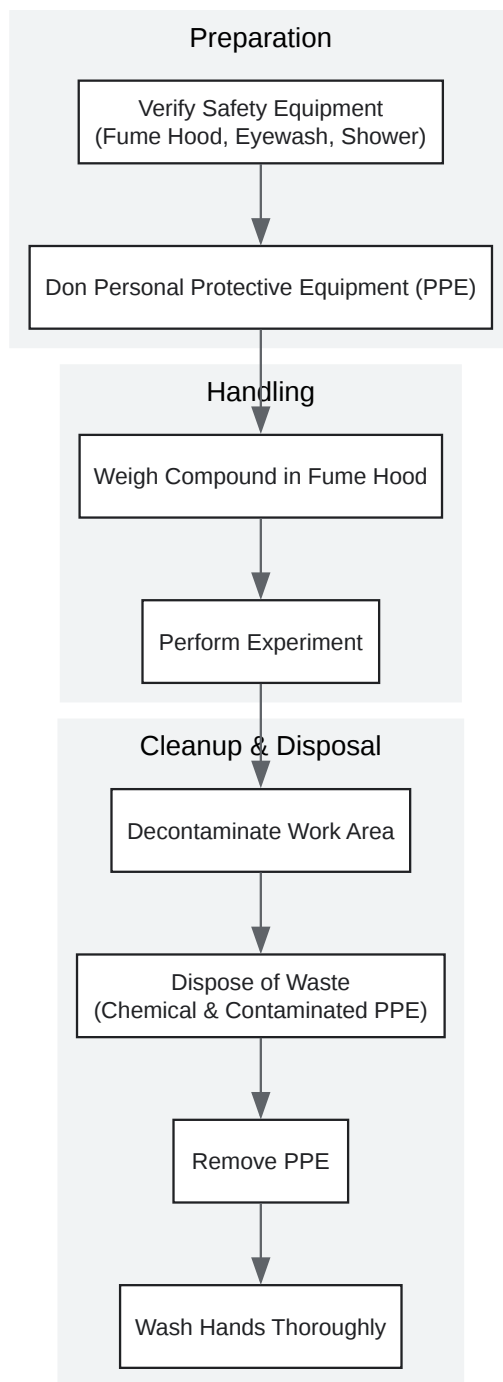 Preparation
Verify Safety Equipment
(Fume Hood, Eyewash, Shower)
Don Personal Protective Equipment (PPE)
Handling
Weigh Compound in Fume Hood
Perform Experiment
Cleanup & Disposal
Decontaminate Work Area
Dispose of Waste
(Chemical & Contaminated PPE)
Remove PPE
Wash Hands Thoroughly